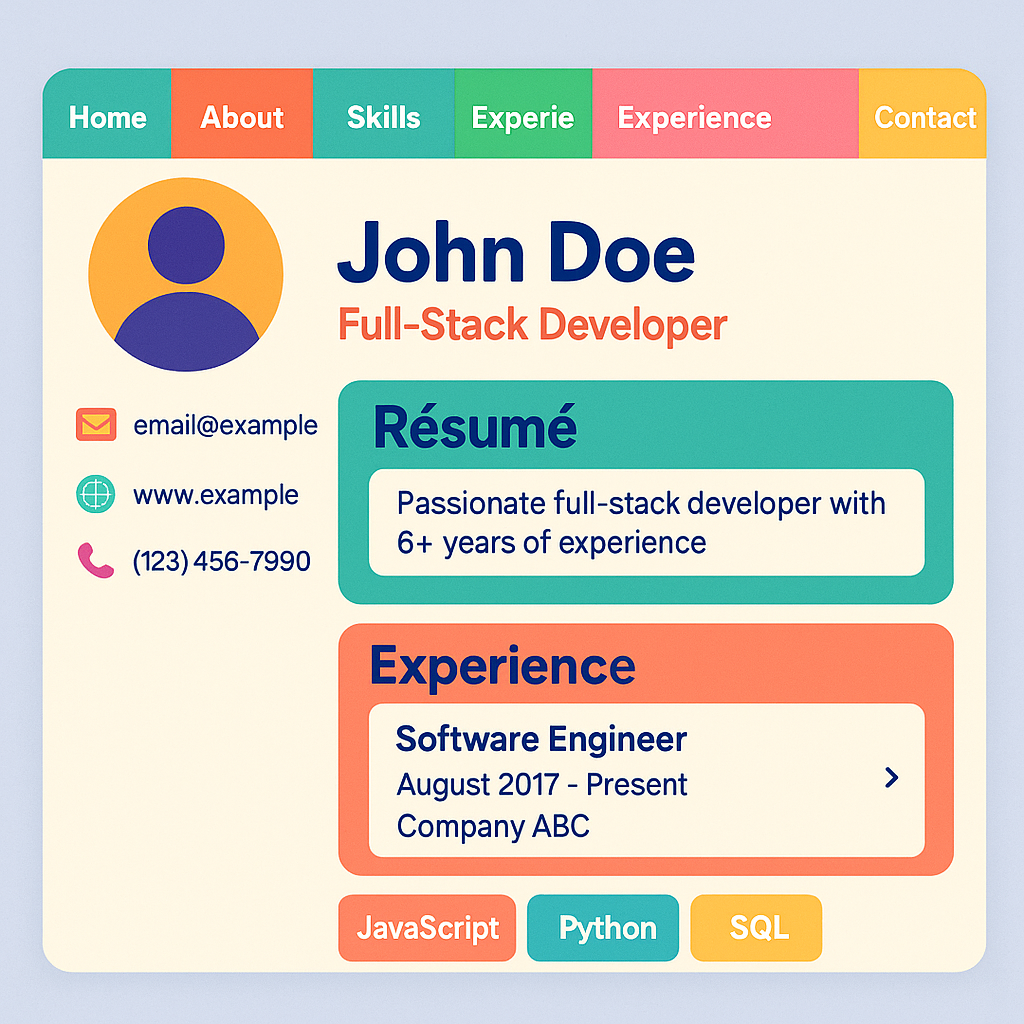 Home
About
Skills
Experie
Experience
Contact
John Doe
Full-Stack Developer
email@example
www.example
(123) 456-7990
Résumé
Passionate full-stack developer with
6+ years of experience
Experience
Software Engineer
August 2017 - Present
Company ABC
JavaScript
Python
SQL